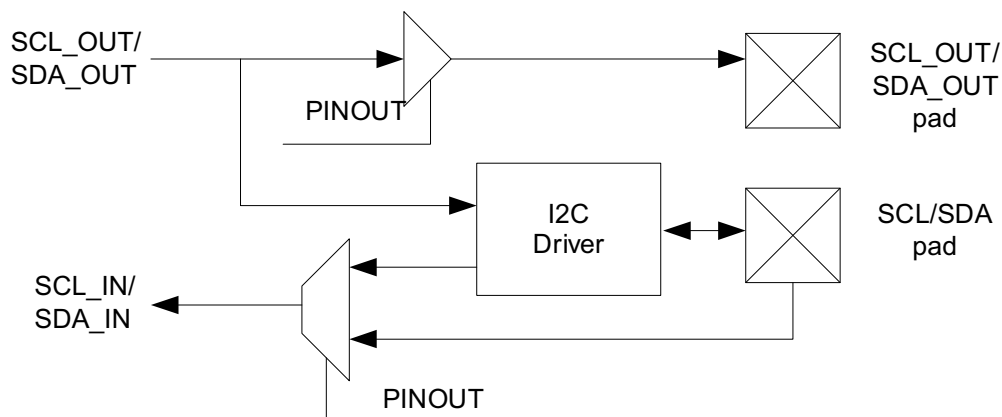 SCL_OUT/
SDA_OUT
PINOUT
SCL_OUT/
SDA_OUT
pad
I2C
Driver
SCL/SDA
pad
SCL_IN/
SDA_IN
PINOUT